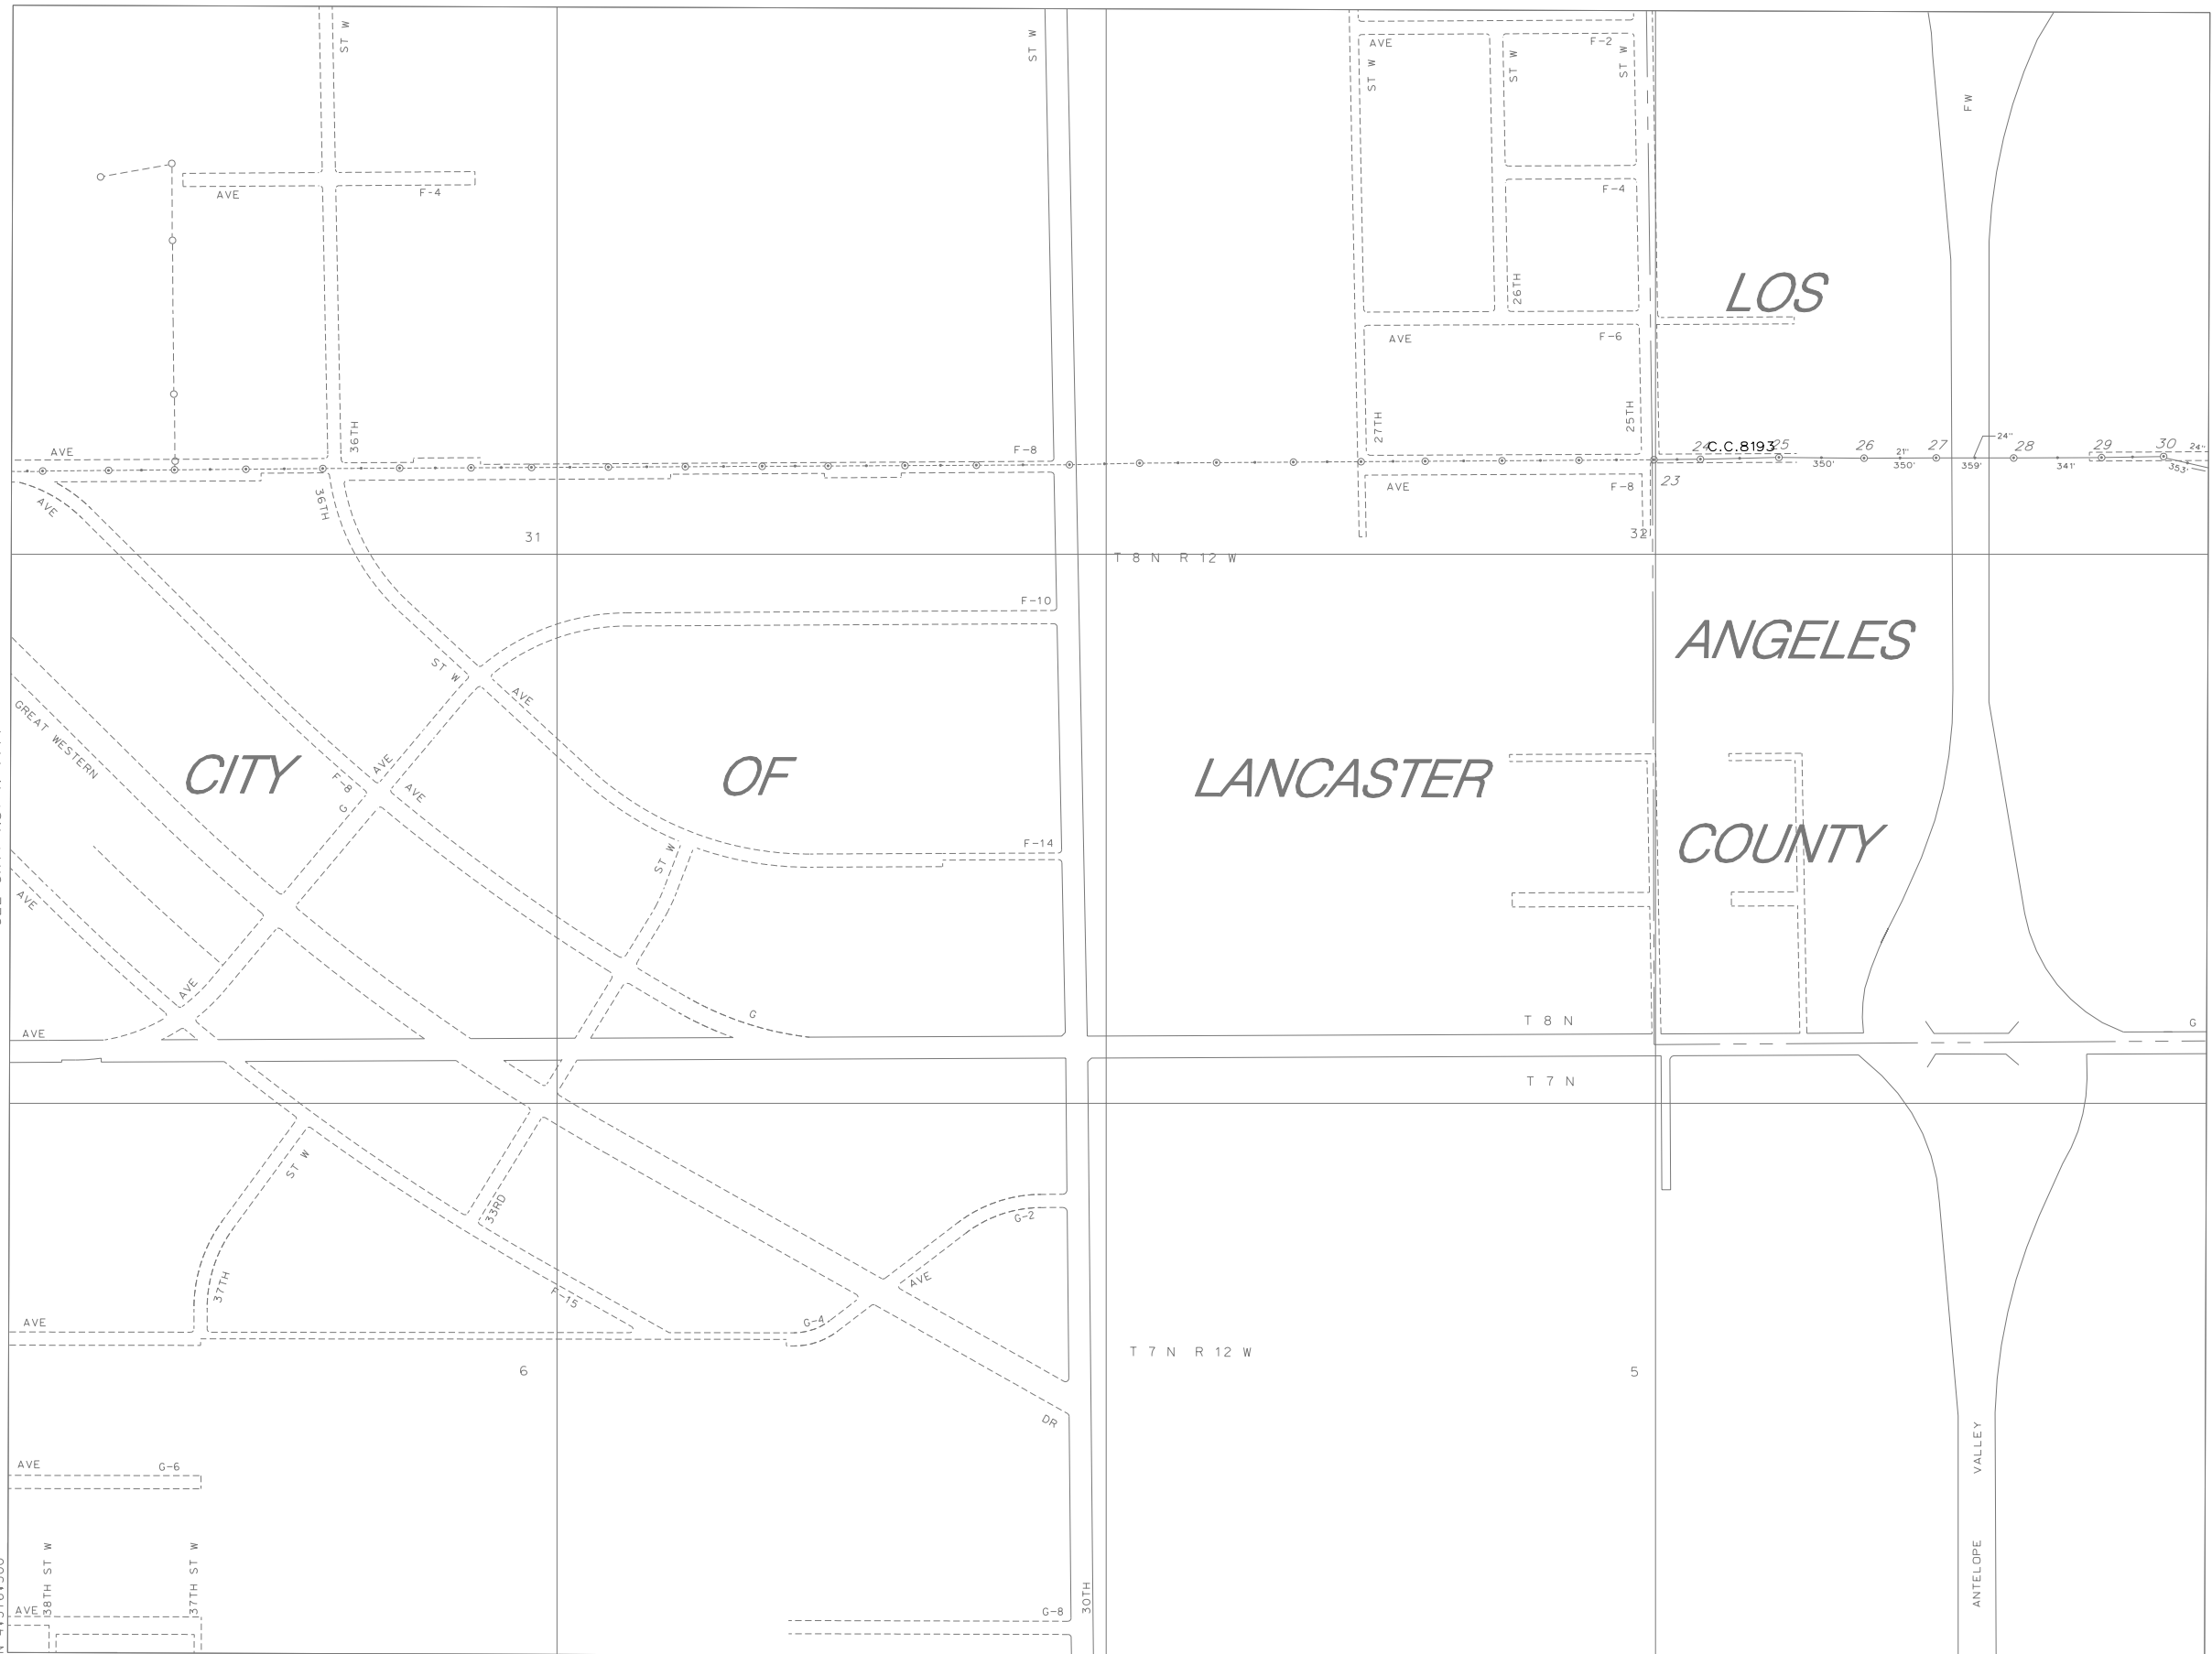 ST W
ST W
AVE
F-2
ST W
ST W
ST W
FW
AVE
F-4
F-4
26TH
LOS
AVE
F-6
27TH
25TH
36TH
AVE
F-8
24
C.C.8193
25
26
27
24"
28
29
30
24"
350'
21"
350'
359'
341'
353'
23
AVE
36TH
AVE
F-8
31
32
T 8 N R 12 W
F-10
ANGELES
ST W
AVE
GREAT WESTERN
CITY
OF
LANCASTER
AVE
F-8
G
AVE
COUNTY
F-14
ST W
AVE
AVE
G
AVE
T 8 N
G
T 7 N
ST W
33RD
G-2
37TH
AVE
F-15
AVE
G-4
T 7 N R 12 W
6
5
DR
AVE
G-6
VALLEY
38TH ST W
37TH ST W
30TH
ANTELOPE
AVE
G-8